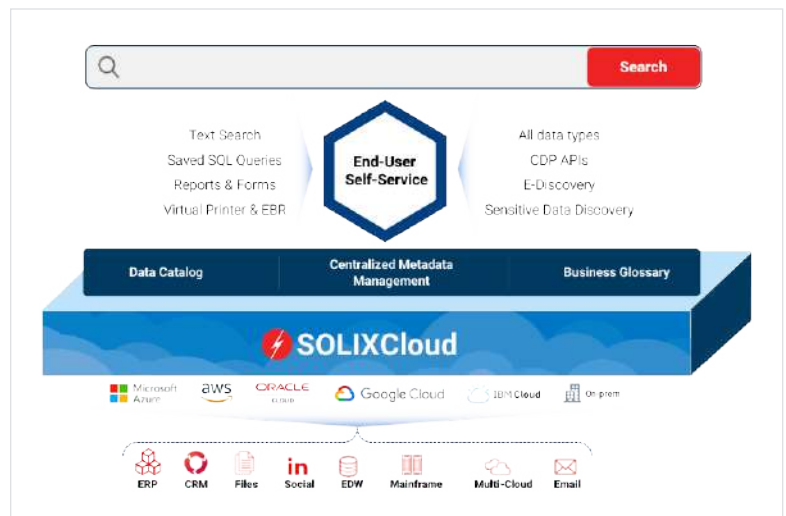 Search
Text Search
Saved SQL Queries
Reports & Forms
Virtual Printer & EBR
End-User
Self-Service
All data types
CDP APIs
E-Discovery
Sensitive Data Discovery
Data Catalog
Centralized Metadata
Management
Business Glossary
SOLIXCloud
Microsoft
Azure
aws
ORACLE
CLOUD
Google Cloud
IBM Cloud
On prem
ERP
CRM
Files
in
Social
EDW
Mainframe
Multi-Cloud
Email